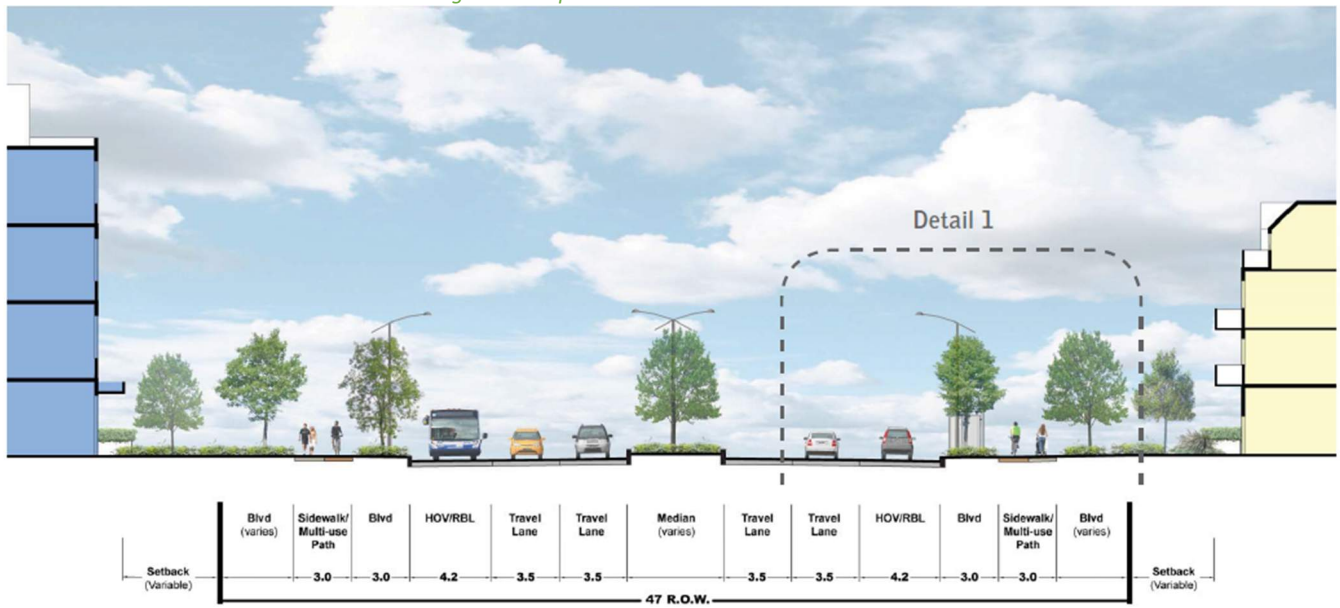 Detail 1
Blvd
(varies)
Sidewalk/
Multi-use
Path
Blvd
HOV/RBL
Travel
Lane
Travel
Lane
Median
(varies)
Travel
Lane
Travel
Lane
HOV/RBL
Blvd
Sidewalk/
Multi-use
Path
Blvd
(varies)
Setback
(Variable)
3.0
3.0
4.2
3.5
3.5
3.5
3.5
4.2
3.0
3.0
Setback
(Variable)
47 R.O.W.